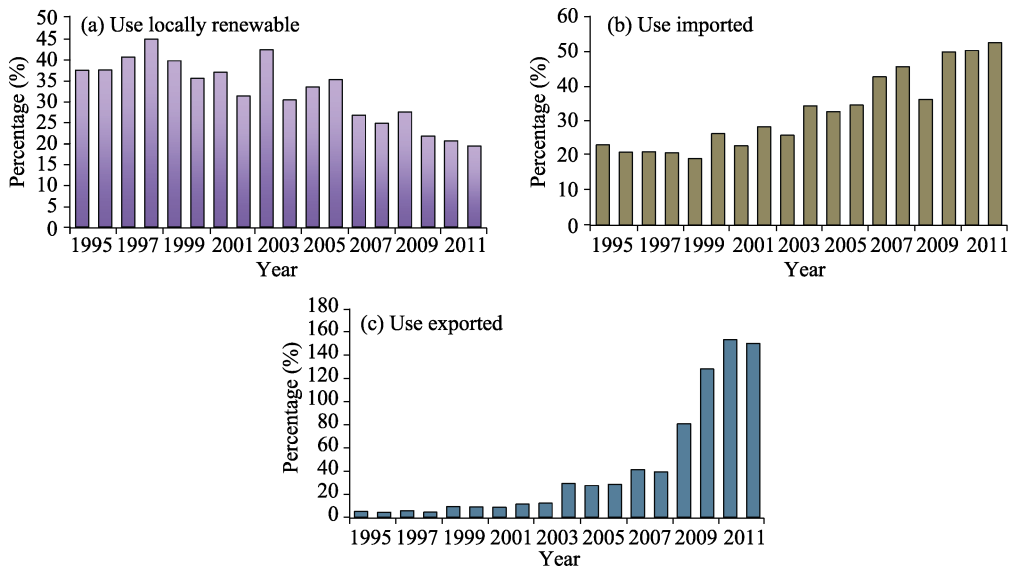 (a) Use locally renewable
Percentage (%)
50
45
40
35
30
25
20
15
10
5
0
1995 1997 1999 2001 2003 2005 2007 2009 2011
Year
(b) Use imported
Percentage (%)
60
50
40
30
20
10
0
1995 1997 1999 2001 2003 2005 2007 2009 2011
Year
(c) Use exported
Percentage (%)
180
160
140
120
100
80
60
40
20
0
1995 1997 1999 2001 2003 2005 2007 2009 2011
Year